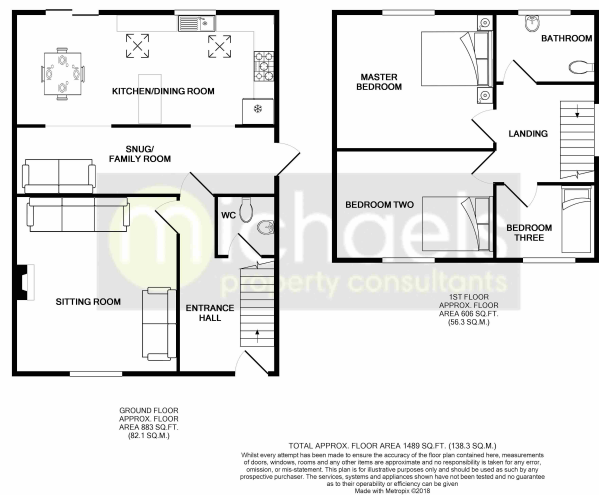 KITCHEN/DINING ROOM
SNUG/
FAMILY ROOM
WC
SITTING ROOM
ENTRANCE
HALL
MASTER
BEDROOM
BATHROOM
LANDING
BEDROOM TWO
BEDROOM
THREE
michaels
property consultants
GROUND FLOOR
APPROX. FLOOR
AREA 883 SQ.FT.
(82.1 SQ.M.)
1ST FLOOR
APPROX. FLOOR
AREA 606 SQ.FT.
(56.3 SQ.M.)
TOTAL APPROX. FLOOR AREA 1489 SQ.FT. (138.3 SQ.M.)
Whilst every attempt has been made to ensure the accuracy of the floor plan contained here, measurements
of doors, windows, rooms and any other items are approximate and no responsibility is taken for any error,
omission, or mis-statement. This plan is for illustrative purposes only and should be used as such by any
prospective purchaser. The services, systems and appliances shown have not been tested and no guarantee
as to their operability or efficiency can be given
Made with Metropix ©2018